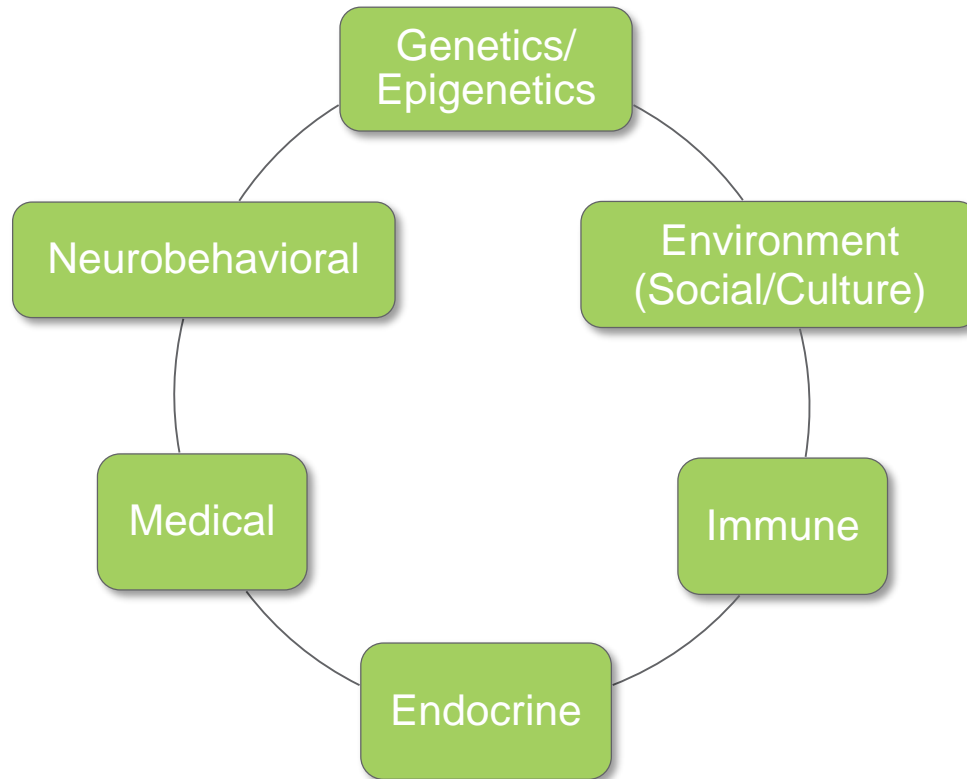 Genetics/
Epigenetics
Neurobehavioral
Environment
(Social/Culture)
Medical
Immune
Endocrine